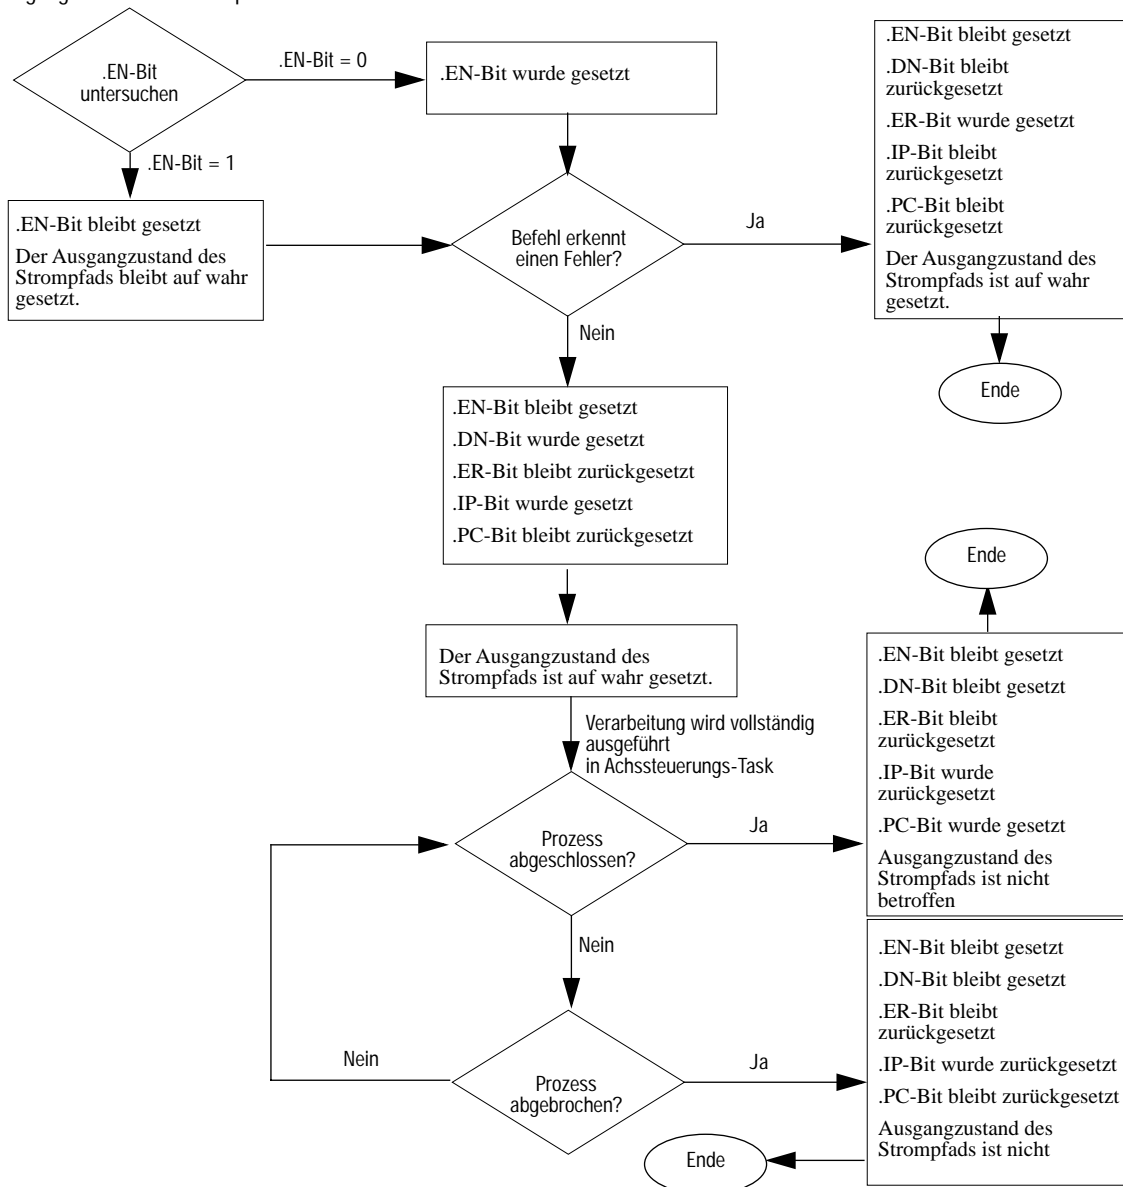 .EN-Bit
untersuchen
.EN-Bit = 0
.EN-Bit wurde gesetzt
.EN-Bit bleibt gesetzt
.DN-Bit bleibt
zurückgesetzt
.ER-Bit wurde gesetzt
.IP-Bit bleibt
zurückgesetzt
.PC-Bit bleibt
zurückgesetzt
Der Ausgangzustand des
Strompfads ist auf wahr
gesetzt.
.EN-Bit = 1
.EN-Bit bleibt gesetzt
Der Ausgangzustand des
Strompfads bleibt auf wahr
gesetzt.
Befehl erkennt
einen Fehler?
Ja
Nein
Ende
.EN-Bit bleibt gesetzt
.DN-Bit wurde gesetzt
.ER-Bit bleibt zurückgesetzt
.IP-Bit wurde gesetzt
.PC-Bit bleibt zurückgesetzt
Ende
Der Ausgangzustand des
Strompfads ist auf wahr gesetzt.
Verarbeitung wird vollständig
ausgeführt
in Achssteuerungs-Task
.EN-Bit bleibt gesetzt
.DN-Bit bleibt gesetzt
.ER-Bit bleibt
zurückgesetzt
.IP-Bit wurde
zurückgesetzt
.PC-Bit wurde gesetzt
Ausgangzustand des
Strompfads ist nicht
betroffen
Prozess
abgeschlossen?
Ja
Nein
.EN-Bit bleibt gesetzt
.DN-Bit bleibt gesetzt
.ER-Bit bleibt
zurückgesetzt
.IP-Bit wurde zurückgesetzt
.PC-Bit bleibt zurückgesetzt
Ausgangzustand des
Strompfads ist nicht
Nein
Prozess
abgebrochen?
Ja
Ende